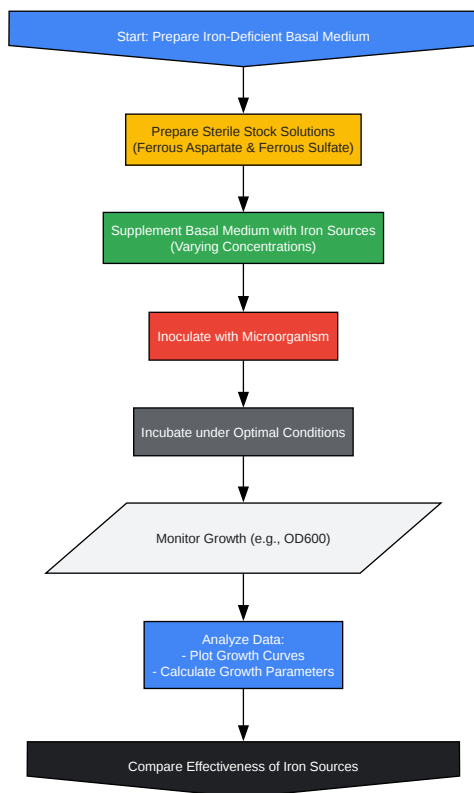 Start: Prepare Iron-Deficient Basal Medium
Prepare Sterile Stock Solutions
(Ferrous Aspartate & Ferrous Sulfate)
Supplement Basal Medium with Iron Sources
(Varying Concentrations)
Inoculate with Microorganism
Incubate under Optimal Conditions
Monitor Growth (e.g., OD600)
Analyze Data:
- Plot Growth Curves
- Calculate Growth Parameters
Compare Effectiveness of Iron Sources